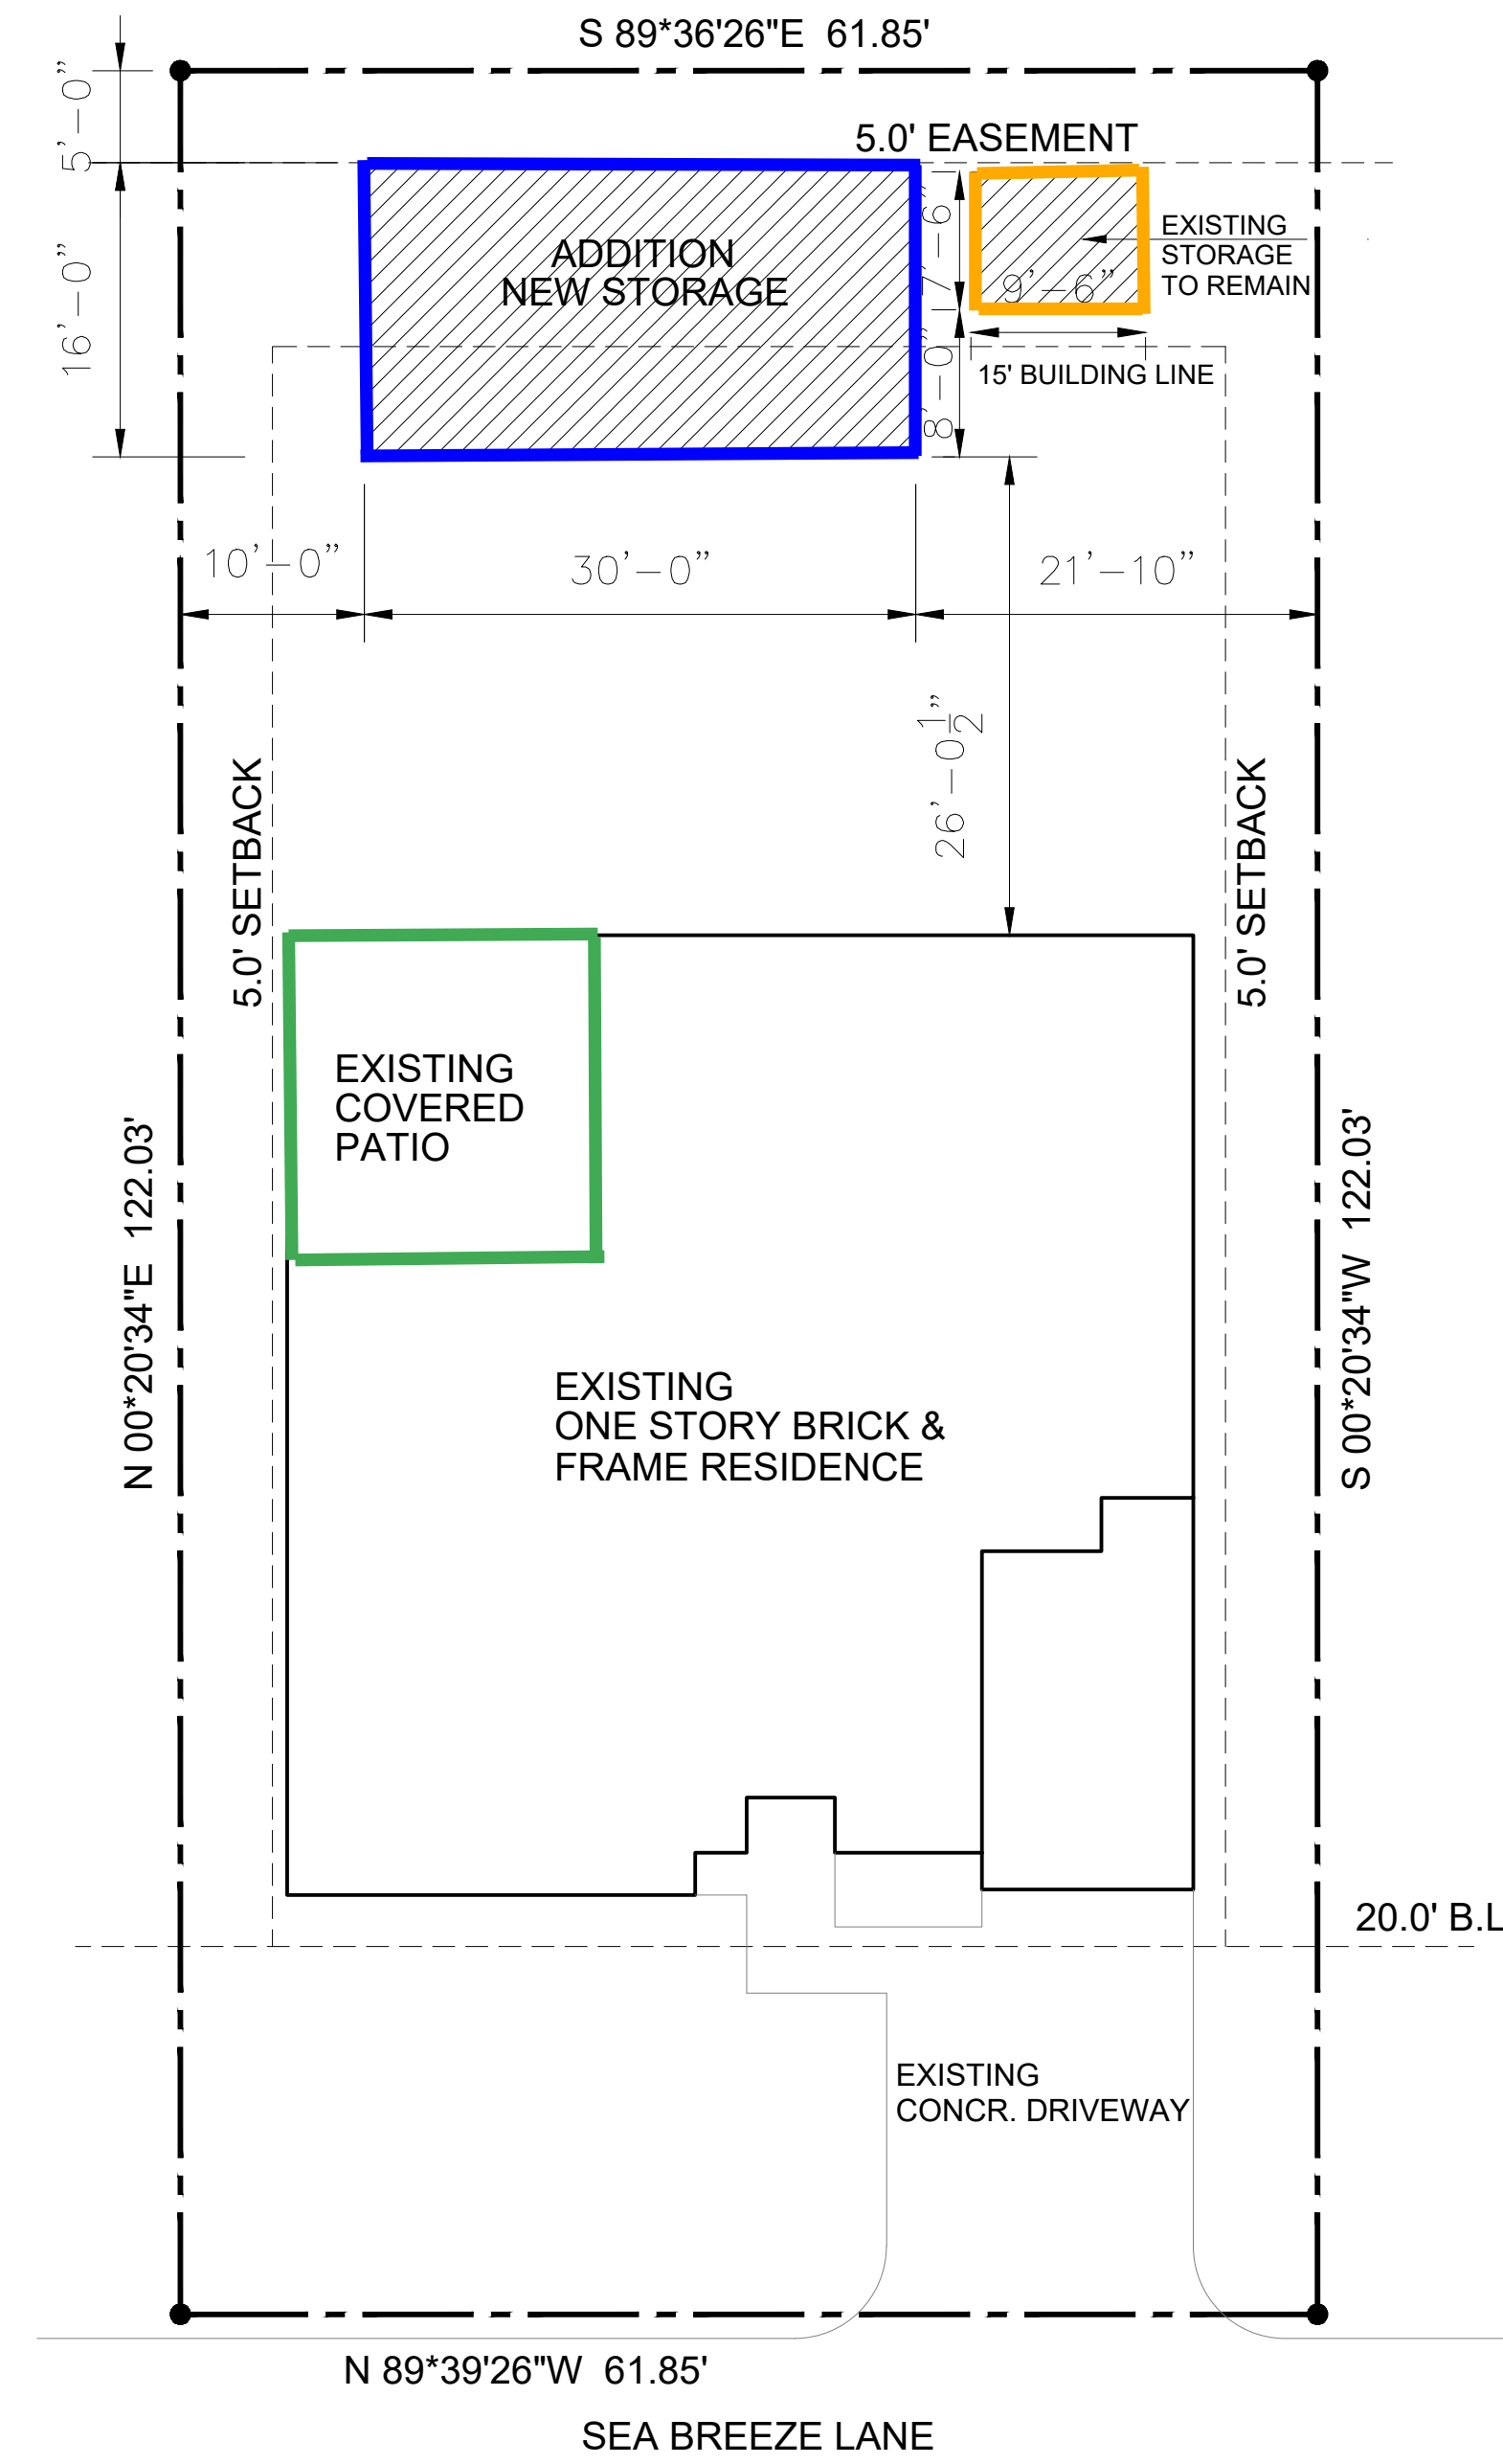 S 89*36'26"E 61.85'
5'-0"
5.0' EASEMENT
16'-0"
ADDITION
NEW STORAGE
7'-6"
EXISTING
STORAGE
TO REMAIN
9'-6"
8'-0"
15' BUILDING LINE
10'-0"
30'-0"
21'-10"
26'-0 1/2"
5.0' SETBACK
5.0' SETBACK
EXISTING
COVERED
PATIO
N 00*20'34"E 122.03'
S 00*20'34"W 122.03'
EXISTING
ONE STORY BRICK &
FRAME RESIDENCE
20.0' B.L
EXISTING
CONCR. DRIVEWAY
N 89*39'26"W 61.85'
SEA BREEZE LANE